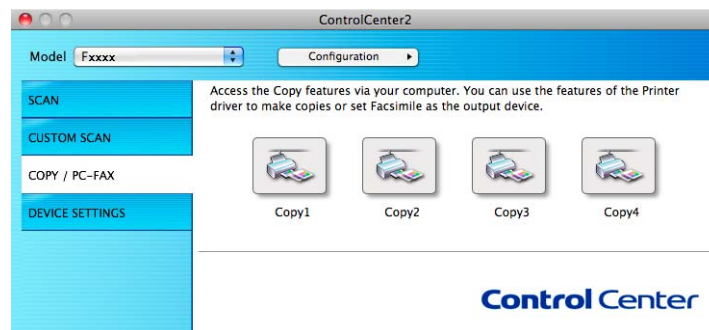 ControlCenter2
Model Fxxxx Configuration
SCAN
CUSTOM SCAN
COPY / PC-FAX
DEVICE SETTINGS
Access the Copy features via your computer. You can use the features of the Printer
driver to make copies or set Facsimile as the output device.
Copy1 Copy2 Copy3 Copy4
Control Center